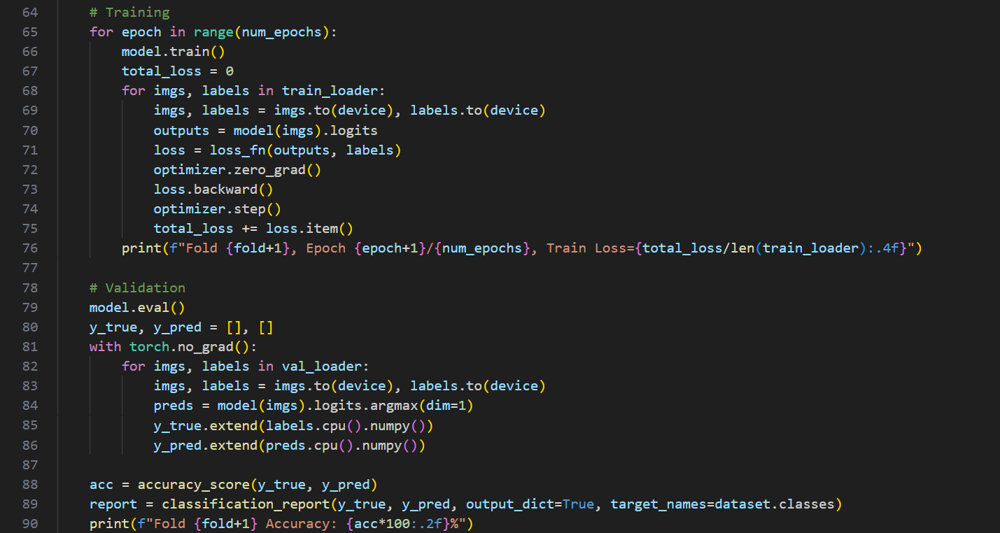 64 # Training
65 for epoch in range(num_epochs):
66 model.train()
67 total_loss = 0
68 for imgs, labels in train_loader:
69 imgs, labels = imgs.to(device), labels.to(device)
70 outputs = model(imgs).logits
71 loss = loss_fn(outputs, labels)
72 optimizer.zero_grad()
73 loss.backward()
74 optimizer.step()
75 total_loss += loss.item()
76 print(f"Fold {fold+1}, Epoch {epoch+1}/{num_epochs}, Train Loss={total_loss/len(train_loader):.4f}")
77
78 # Validation
79 model.eval()
80 y_true, y_pred = [], []
81 with torch.no_grad():
82 for imgs, labels in val_loader:
83 imgs, labels = imgs.to(device), labels.to(device)
84 preds = model(imgs).logits.argmax(dim=1)
85 y_true.extend(labels.cpu().numpy())
86 y_pred.extend(preds.cpu().numpy())
87
88 acc = accuracy_score(y_true, y_pred)
89 report = classification_report(y_true, y_pred, output_dict=True, target_names=dataset.classes)
90 print(f"Fold {fold+1} Accuracy: {acc*100:.2f}%")